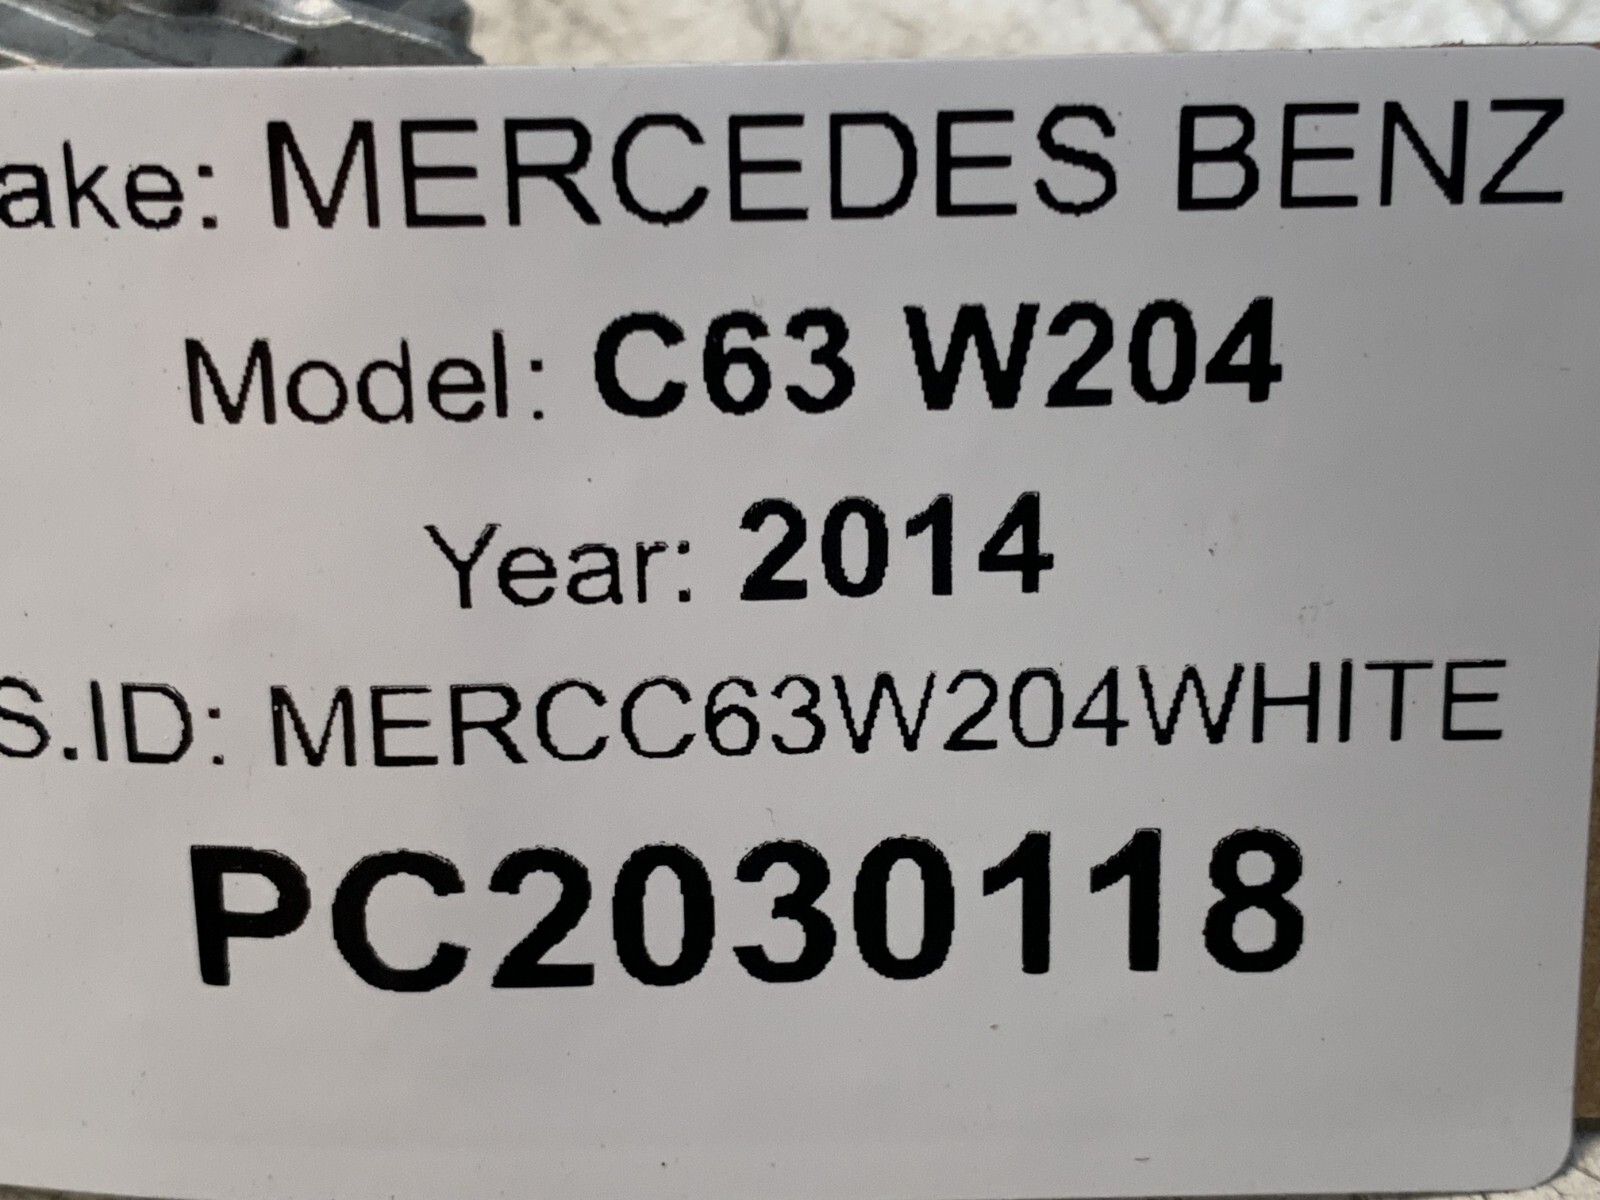 ake: MERCEDES BENZ
Model: C63 W204
Year: 2014
S.ID: MERCC63W204WHITE
PC2030118